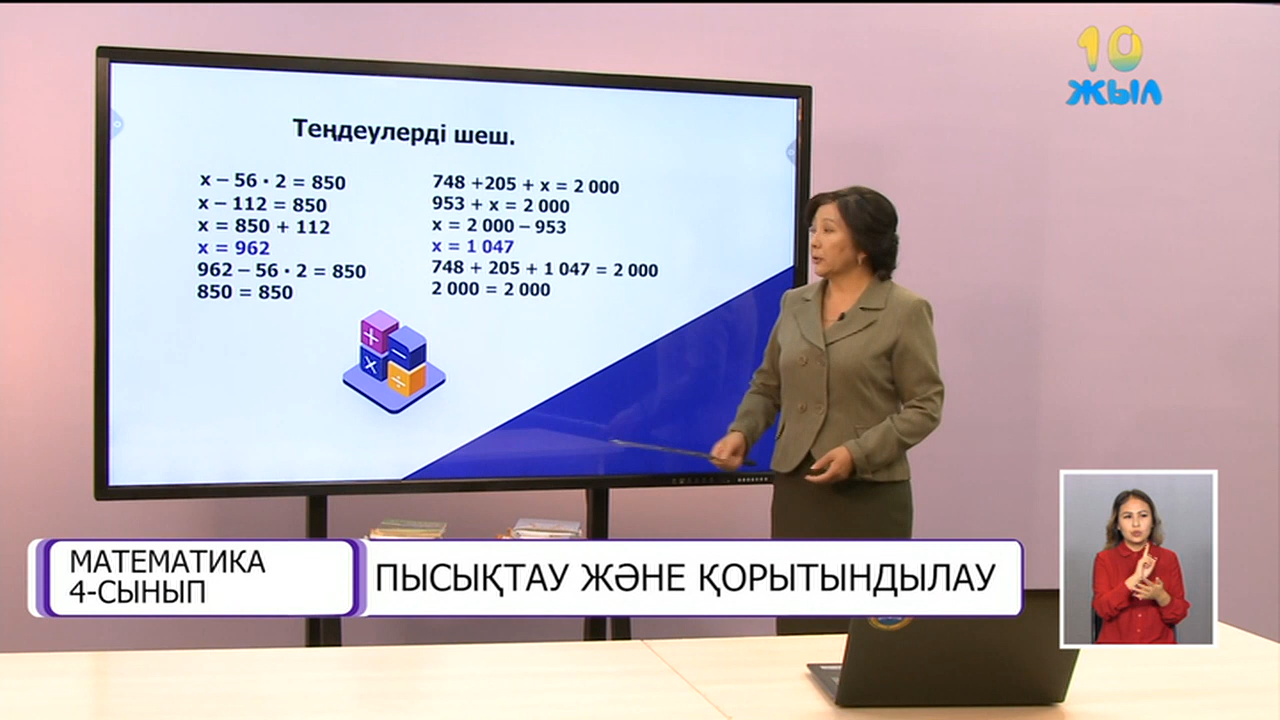 10
ЖЫЛ
Теңдеулерді шеш.
x − 56 · 2 = 850
x − 112 = 850
x = 850 + 112
x = 962
962 − 56 · 2 = 850
850 = 850
748 +205 + x = 2 000
953 + x = 2 000
x = 2 000 − 953
x = 1 047
748 + 205 + 1 047 = 2 000
2 000 = 2 000
МАТЕМАТИКА
4-СЫНЫП
ПЫСЫҚТАУ ЖӘНЕ ҚОРЫТЫНДЫЛАУ